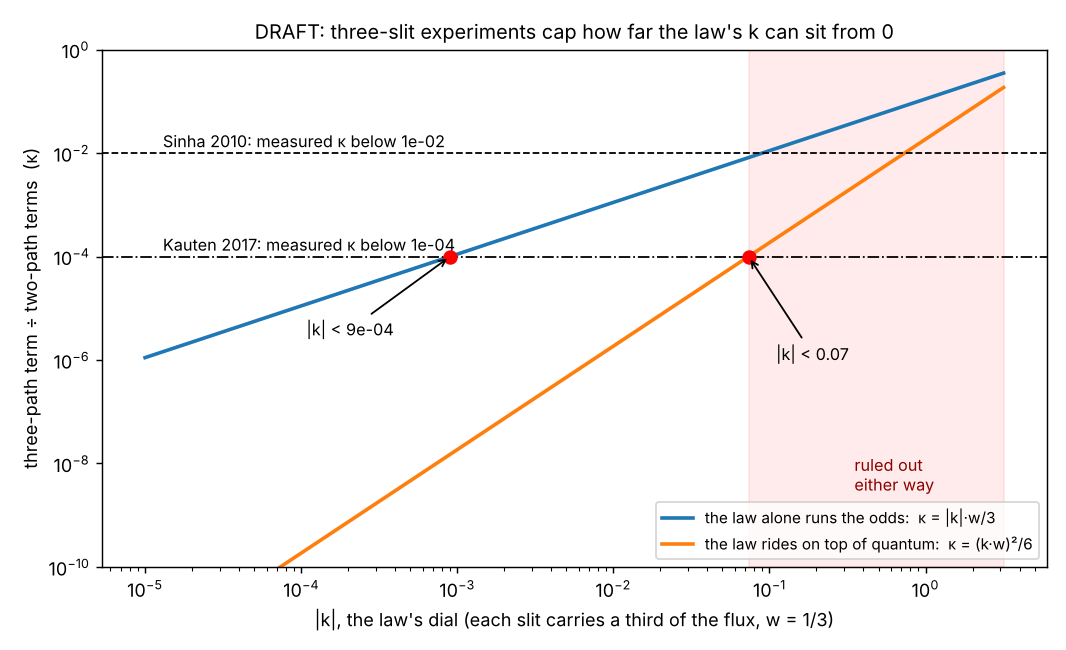 DRAFT: three-slit experiments cap how far the law's k can sit from 0
three-path term ÷ two-path terms (κ)
10⁰
10⁻²
10⁻⁴
10⁻⁶
10⁻⁸
10⁻¹⁰
Sinha 2010: measured κ below 1e-02
Kauten 2017: measured κ below 1e-04
|k| < 9e-04
|k| < 0.07
ruled out
either way
the law alone runs the odds: κ = |k|·w/3
the law rides on top of quantum: κ = (k·w)²/6
10⁻⁵
10⁻⁴
10⁻³
10⁻²
10⁻¹
10⁰
|k|, the law's dial (each slit carries a third of the flux, w = 1/3)